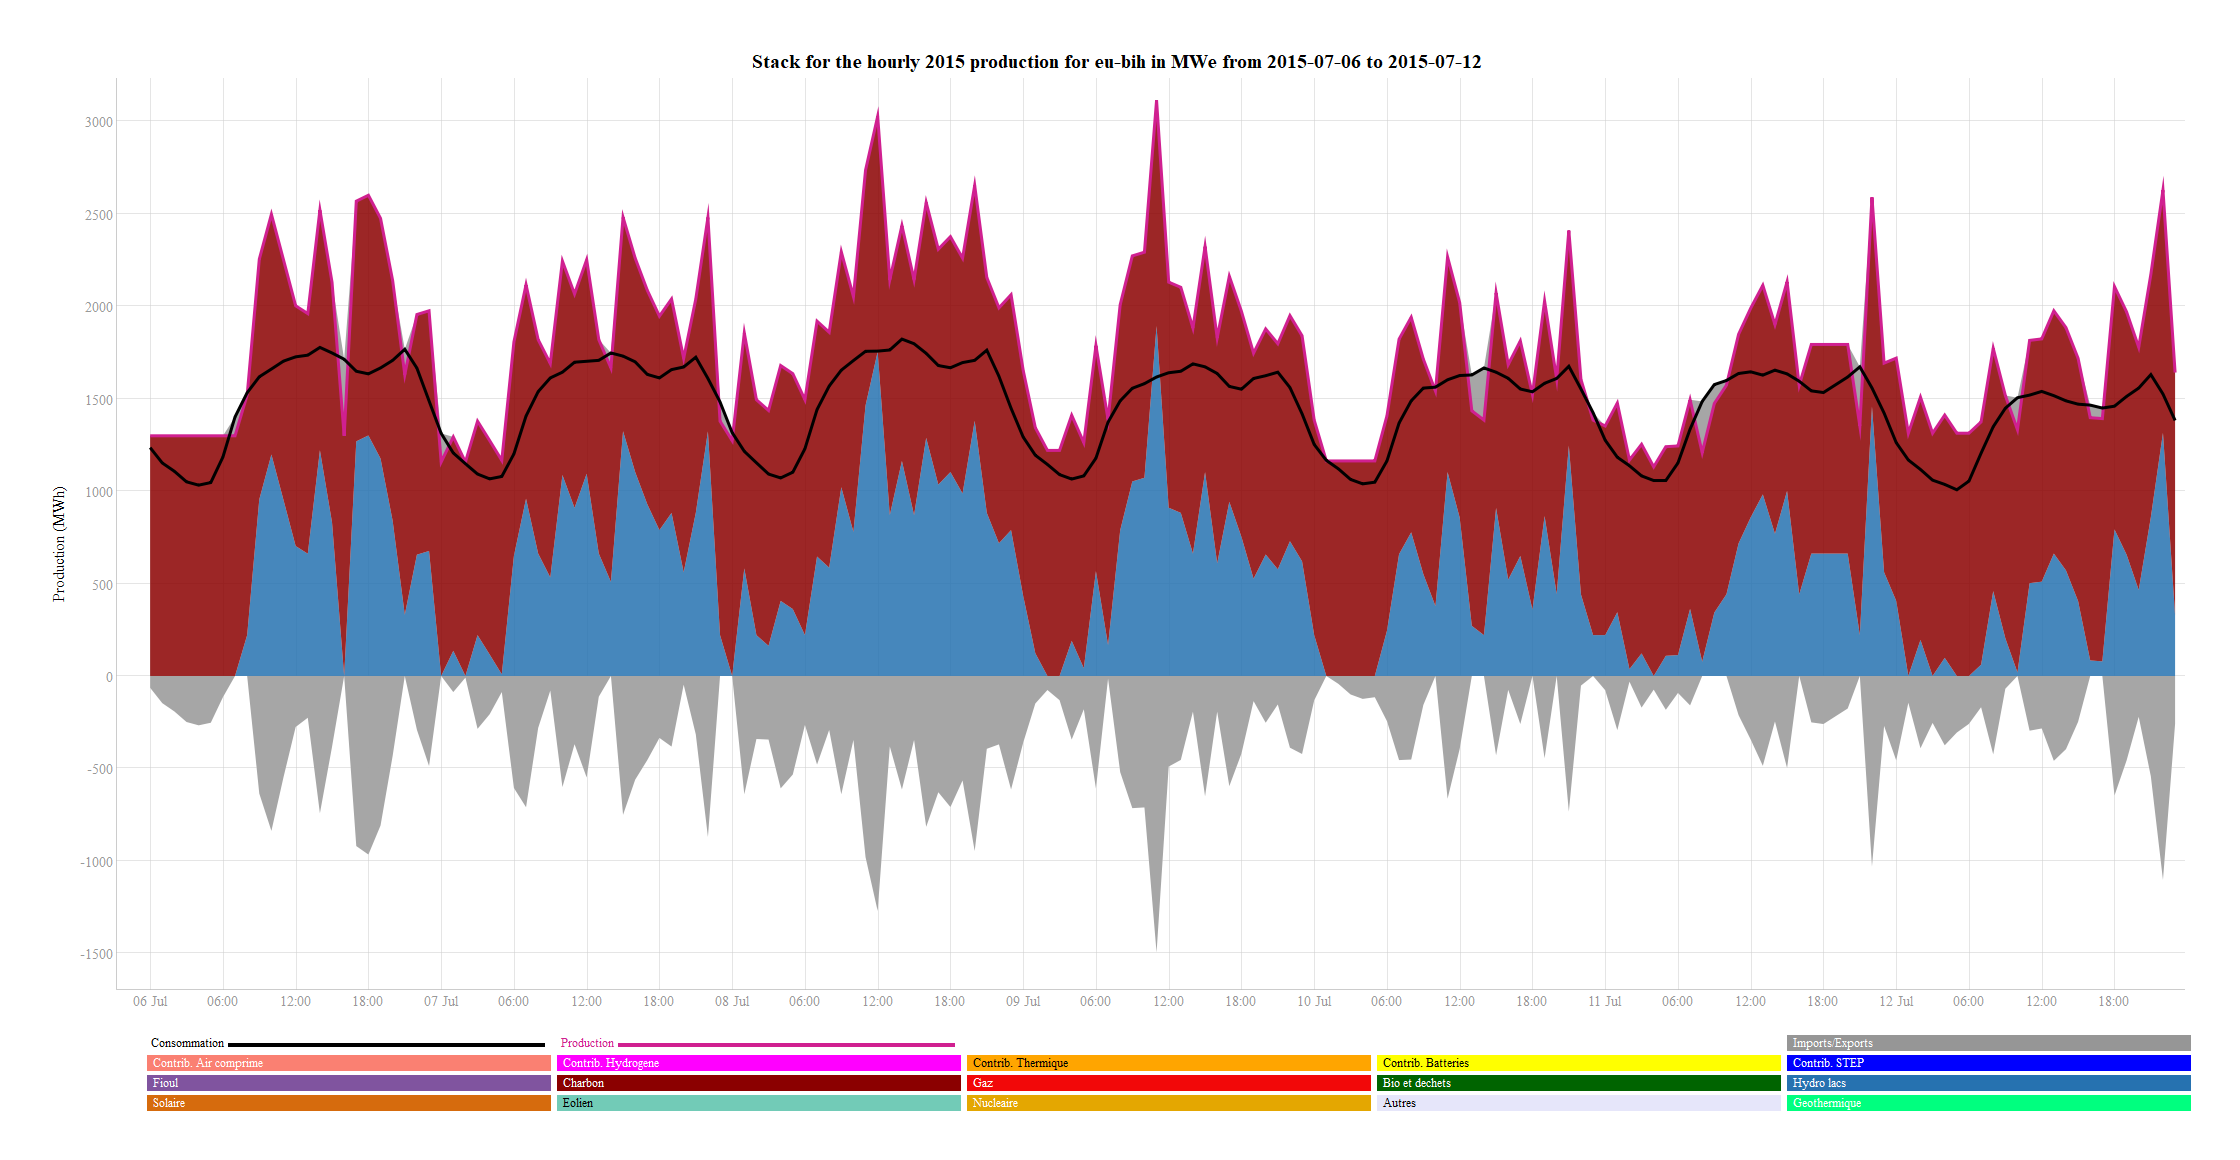 Stack for the hourly 2015 production for eu-bih in MWe from 2015-07-06 to 2015-07-12
3000
2500
2000
1500
1000
500
0
-500
-1000
-1500
Production (MWh)
06 Jul 06:00 12:00 18:00 07 Jul 06:00 12:00 18:00 08 Jul 06:00 12:00 18:00 09 Jul 06:00 12:00 18:00 10 Jul 06:00 12:00 18:00 11 Jul 06:00 12:00 18:00 12 Jul 06:00 12:00 18:00
Consommation Production Imports/Exports
Contrib. Air comprime Contrib. Hydrogene Contrib. Thermique Contrib. Batteries Contrib. STEP
Fioul Charbon Gaz Bio et dechets Hydro lacs
Solaire Eolien Nucleaire Autres Geothermique